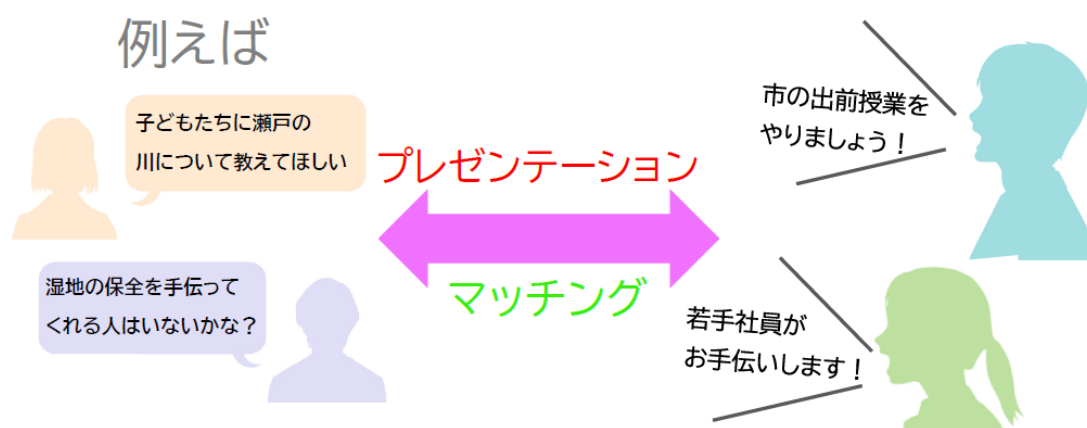 例えば
子どもたちに瀬戸の
川について教えてほしい
湿地の保全を手伝って
くれる人はいないかな？
プレゼンテーション
マッチング
市の出前授業を
やりましょう！
若手社員が
お手伝いします！